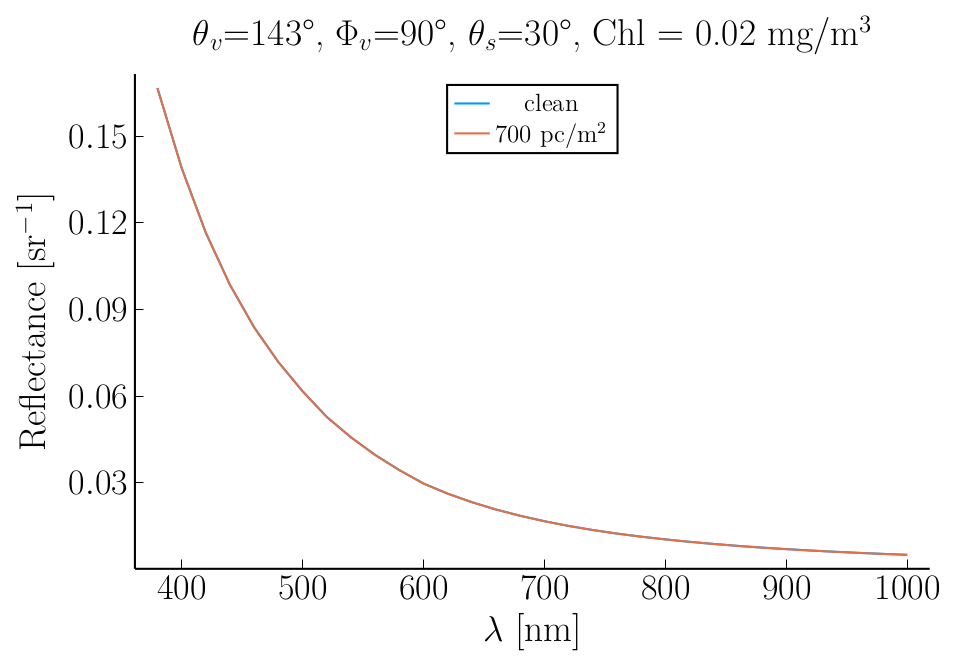 θᵥ=143°, Φᵥ=90°, θₛ=30°, Chl = 0.02 mg/m³
clean
700 pc/m²
0.15
0.12
0.09
0.06
0.03
Reflectance [sr⁻¹]
400 500 600 700 800 900 1000
λ [nm]